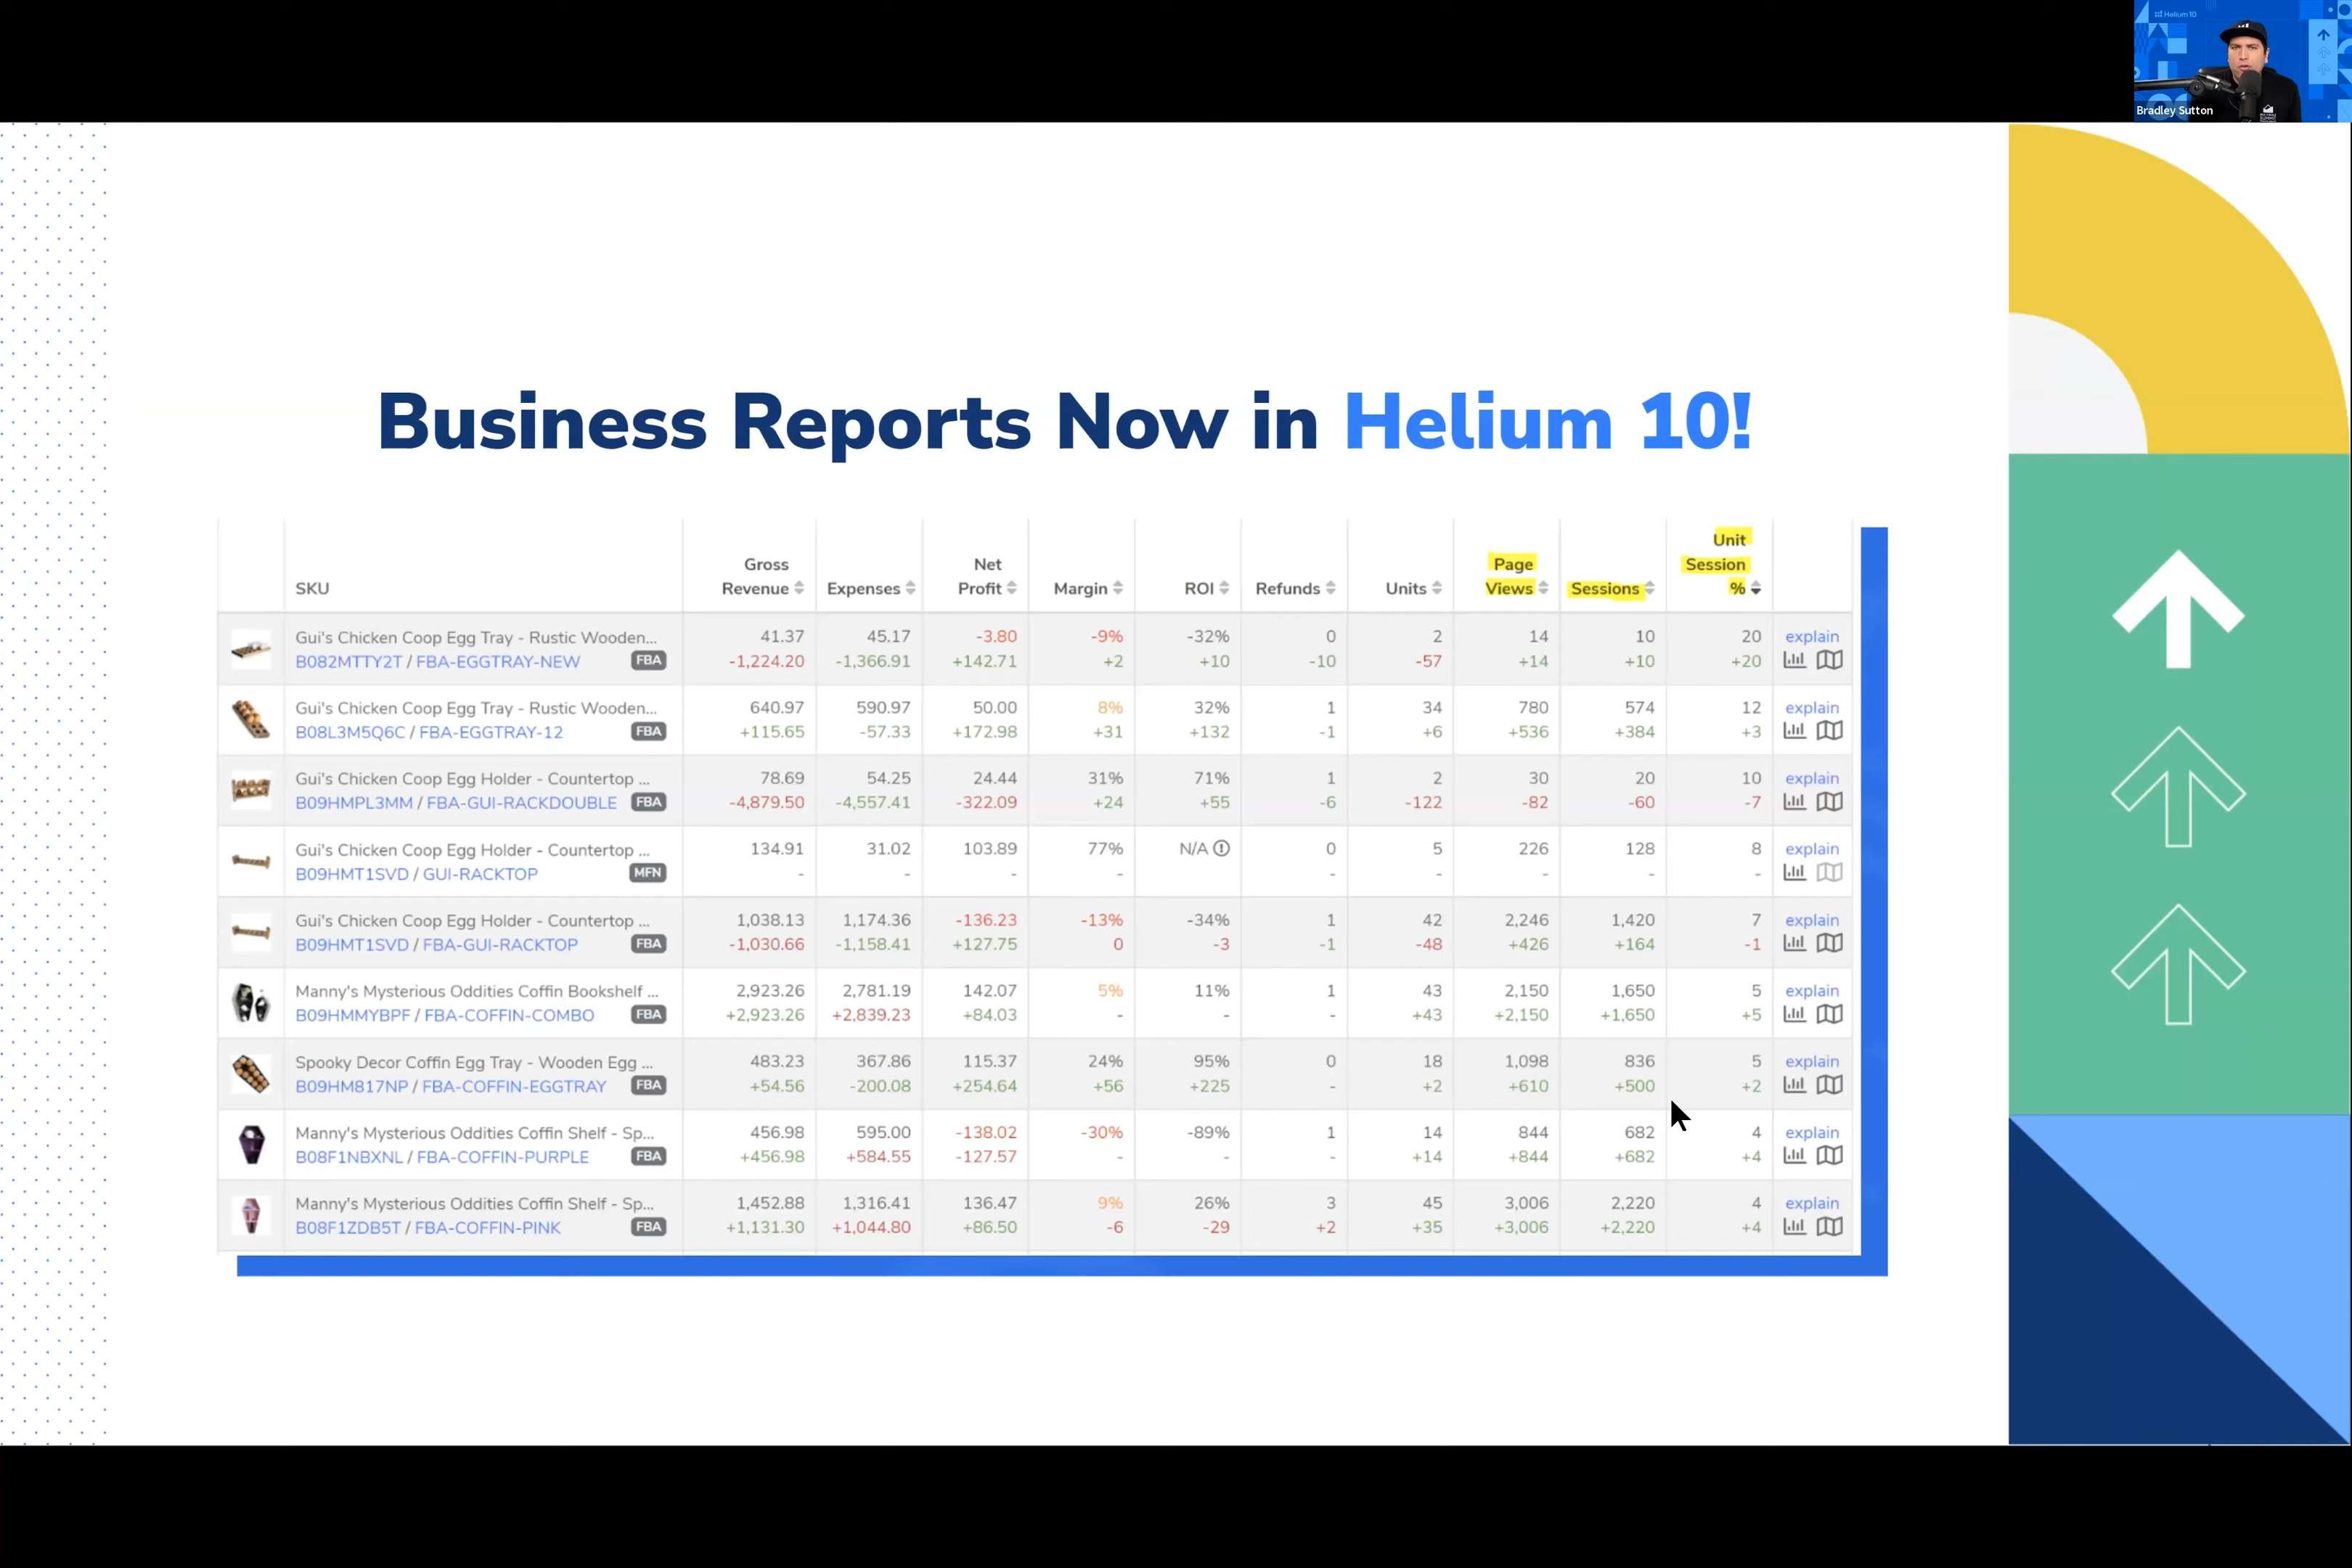 Helium 10
Bradley Sutton
Business Reports Now in Helium 10!
SKU Gross Revenue Expenses Net Profit Margin ROI Refunds Units Page Views Sessions Unit Session %
Gui's Chicken Coop Egg Tray - Rustic Wooden... 41.37 45.17 -3.80 -9% -32% 0 2 14 10 20 explain
B082MTTY2T / FBA-EGGTRAY-NEW FBA -1,224.20 -1,366.91 +142.71 +2 +10 -10 -57 +14 +10 +20
Gui's Chicken Coop Egg Tray - Rustic Wooden... 640.97 590.97 50.00 8% 32% 1 34 780 574 12 explain
B08L3M5Q6C / FBA-EGGTRAY-12 FBA +115.65 -57.33 +172.98 +31 +132 -1 +6 +536 +384 +3
Gui's Chicken Coop Egg Holder - Countertop ... 78.69 54.25 24.44 31% 71% 1 2 30 20 10 explain
B09HMPL3MM / FBA-GUI-RACKDOUBLE FBA -4,879.50 -4,557.41 -322.09 +24 +55 -6 -122 -82 -60 -7
Gui's Chicken Coop Egg Holder - Countertop ... 134.91 31.02 103.89 77% N/A 0 5 226 128 8 explain
B09HMT1SVD / GUI-RACKTOP MFN - - - - - - - - - -
Gui's Chicken Coop Egg Holder - Countertop ... 1,038.13 1,174.36 -136.23 -13% -34% 1 42 2,246 1,420 7 explain
B09HMT1SVD / FBA-GUI-RACKTOP FBA -1,030.66 -1,158.41 +127.75 0 -3 -1 -48 +426 +164 -1
Manny's Mysterious Oddities Coffin Bookshelf ... 2,923.26 2,781.19 142.07 5% 11% 1 43 2,150 1,650 5 explain
B09HMMYBPF / FBA-COFFIN-COMBO FBA +2,923.26 +2,839.23 +84.03 - - - +43 +2,150 +1,650 +5
Spooky Decor Coffin Egg Tray - Wooden Egg ... 483.23 367.86 115.37 24% 95% 0 18 1,098 836 5 explain
B09HM817NP / FBA-COFFIN-EGGTRAY FBA +54.56 -200.08 +254.64 +56 +225 - +2 +610 +500 +2
Manny's Mysterious Oddities Coffin Shelf - Sp... 456.98 595.00 -138.02 -30% -89% 1 14 844 682 4 explain
B08F1NBXNL / FBA-COFFIN-PURPLE FBA +456.98 +584.55 -127.57 - - - +14 +844 +682 +4
Manny's Mysterious Oddities Coffin Shelf - Sp... 1,452.88 1,316.41 136.47 9% 26% 3 45 3,006 2,220 4 explain
B08F1ZDB5T / FBA-COFFIN-PINK FBA +1,131.30 +1,044.80 +86.50 -6 -29 +2 +35 +3,006 +2,220 +4